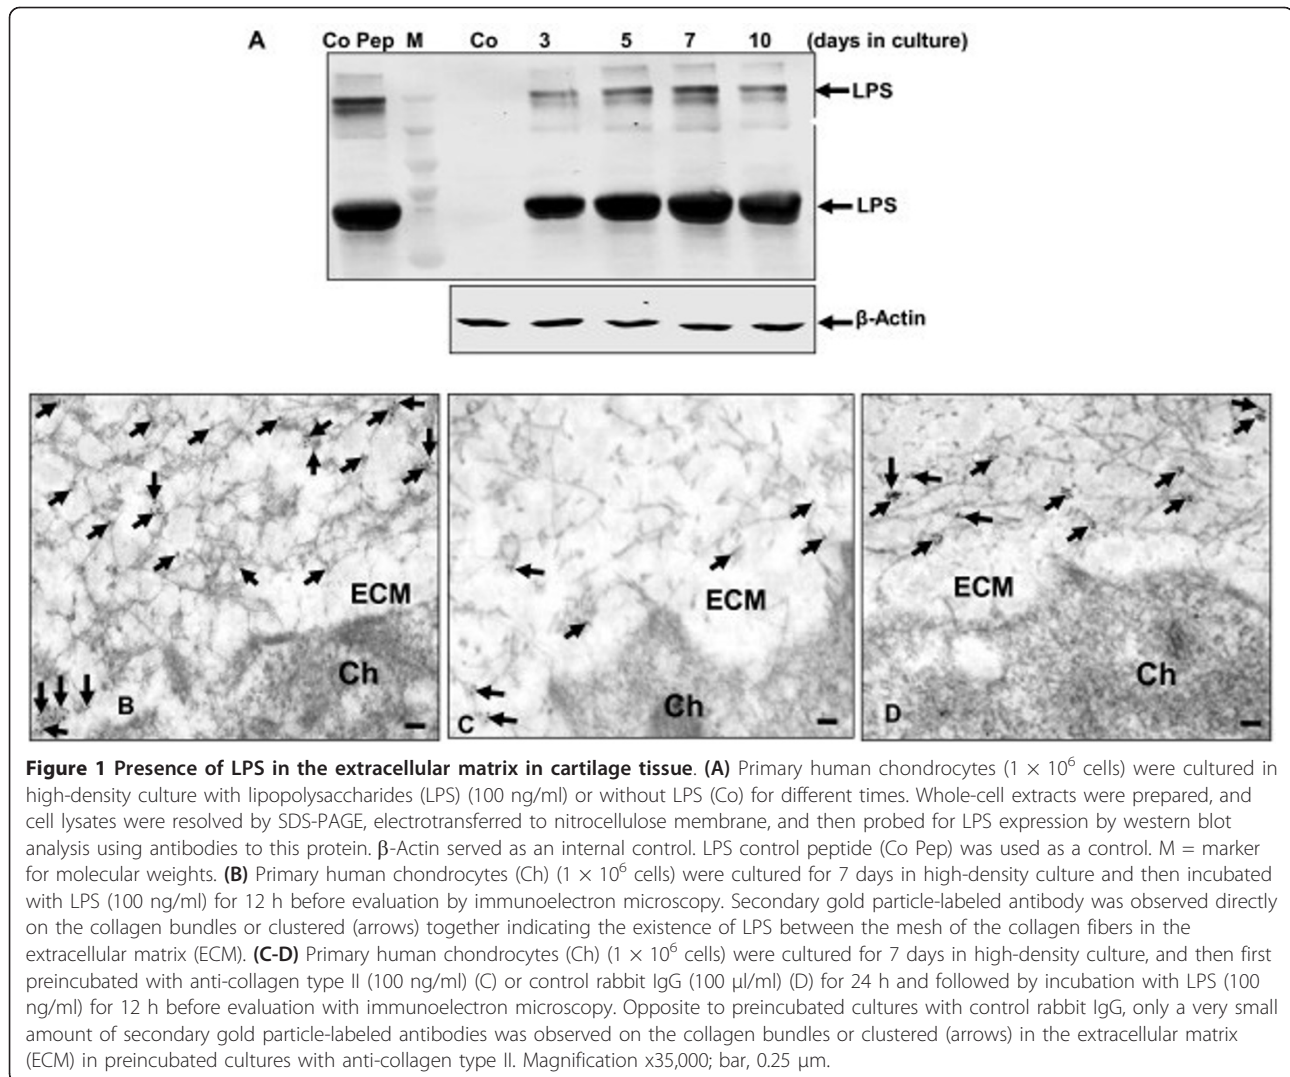 A Co Pep M Co 3 5 7 10 (days in culture)
LPS
LPS
β-Actin
ECM
Ch
B
ECM
Ch
C
ECM
Ch
D
Figure 1 Presence of LPS in the extracellular matrix in cartilage tissue. (A) Primary human chondrocytes (1 × 10⁶ cells) were cultured in
high-density culture with lipopolysaccharides (LPS) (100 ng/ml) or without LPS (Co) for different times. Whole-cell extracts were prepared, and
cell lysates were resolved by SDS-PAGE, electrotransferred to nitrocellulose membrane, and then probed for LPS expression by western blot
analysis using antibodies to this protein. β-Actin served as an internal control. LPS control peptide (Co Pep) was used as a control. M = marker
for molecular weights. (B) Primary human chondrocytes (Ch) (1 × 10⁶ cells) were cultured for 7 days in high-density culture and then incubated
with LPS (100 ng/ml) for 12 h before evaluation by immunoelectron microscopy. Secondary gold particle-labeled antibody was observed directly
on the collagen bundles or clustered (arrows) together indicating the existence of LPS between the mesh of the collagen fibers in the
extracellular matrix (ECM). (C-D) Primary human chondrocytes (Ch) (1 × 10⁶ cells) were cultured for 7 days in high-density culture, and then first
preincubated with anti-collagen type II (100 ng/ml) (C) or control rabbit IgG (100 μl/ml) (D) for 24 h and followed by incubation with LPS (100
ng/ml) for 12 h before evaluation with immunoelectron microscopy. Opposite to preincubated cultures with control rabbit IgG, only a very small
amount of secondary gold particle-labeled antibodies was observed on the collagen bundles or clustered (arrows) in the extracellular matrix
(ECM) in preincubated cultures with anti-collagen type II. Magnification x35,000; bar, 0.25 μm.